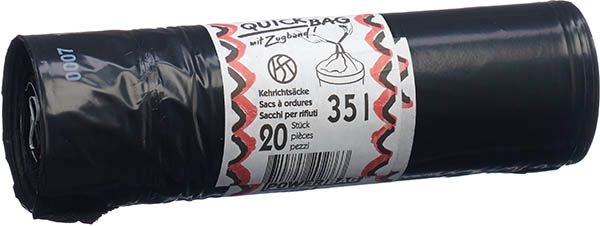 QUICK BAG
mit Zugband!
0007
Kehrichtsäcke
Sacs à ordures
Sacchi per rifiuti
35 l
20 Stück
pièces
pezzi